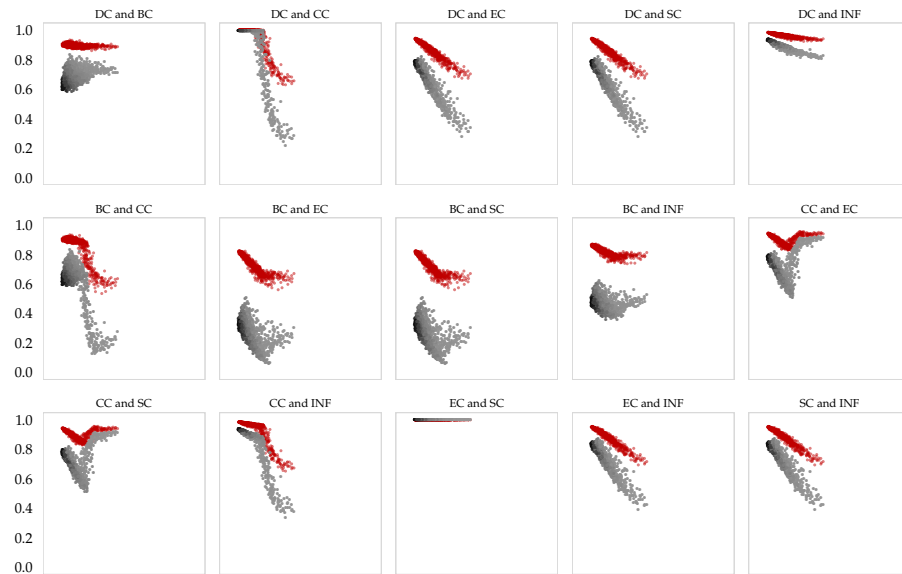 DC and BC
DC and CC
DC and EC
DC and SC
DC and INF
1.0
0.8
0.6
0.4
0.2
0.0
BC and CC
BC and EC
BC and SC
BC and INF
CC and EC
1.0
0.8
0.6
0.4
0.2
0.0
CC and SC
CC and INF
EC and SC
EC and INF
SC and INF
1.0
0.8
0.6
0.4
0.2
0.0